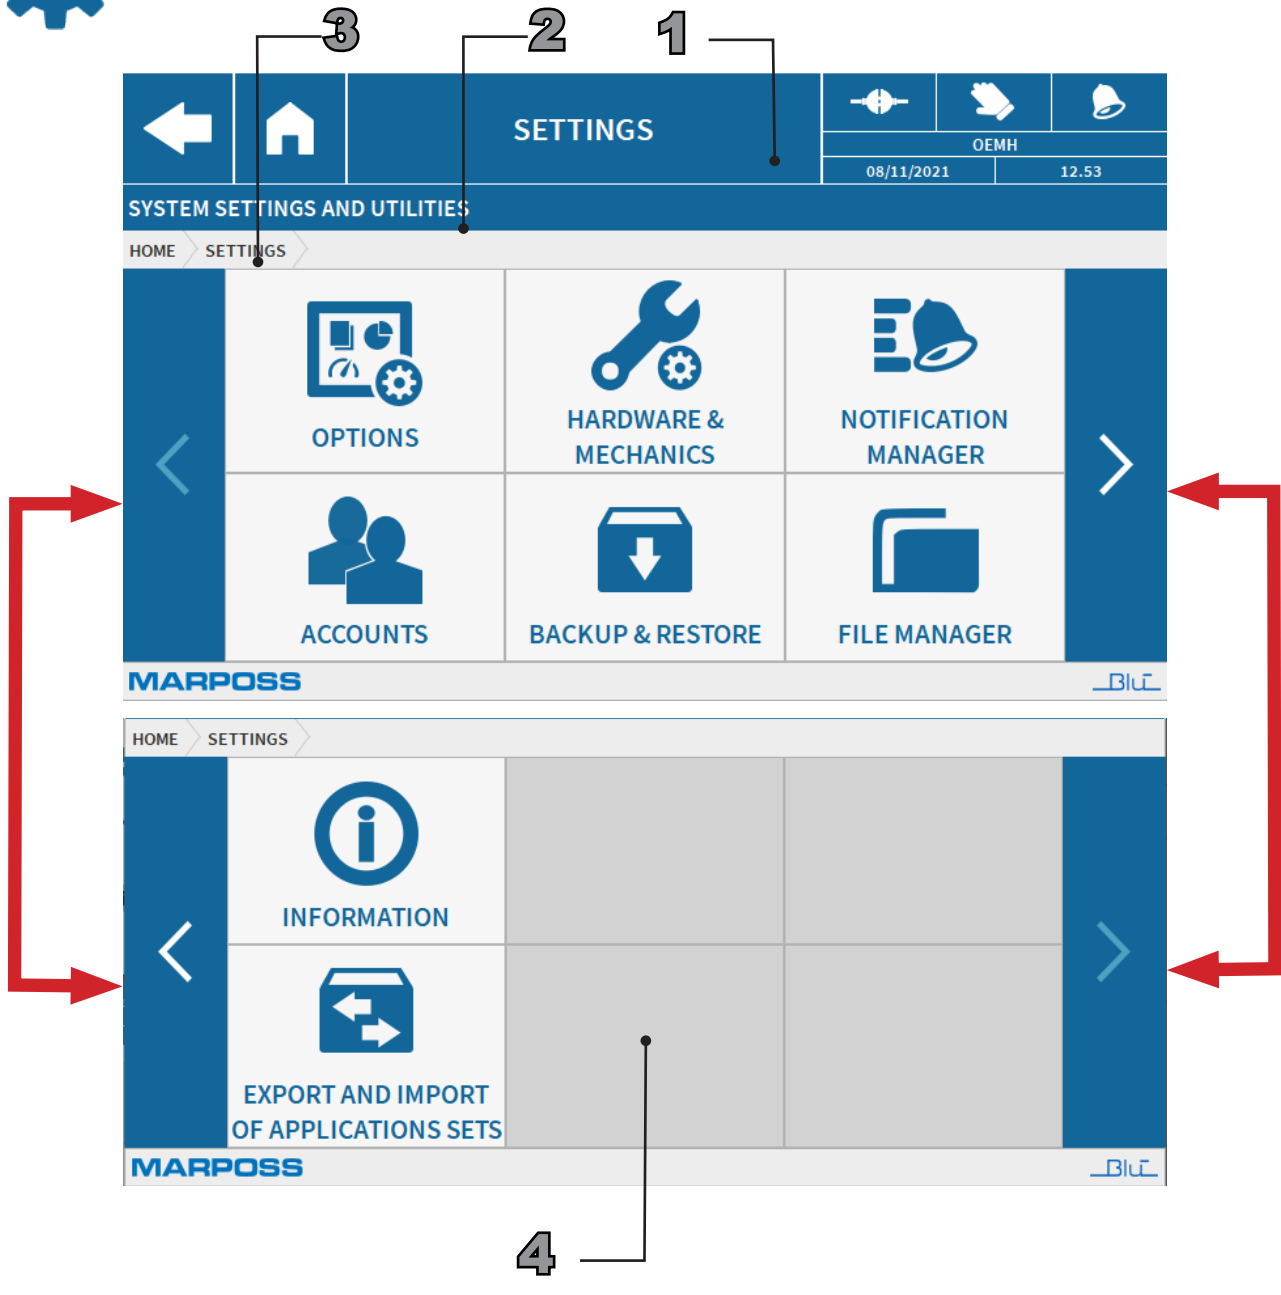 3
2
1
SETTINGS
OEMH
08/11/2021 12.53
SYSTEM SETTINGS AND UTILITIES
HOME SETTINGS
OPTIONS
HARDWARE &
MECHANICS
NOTIFICATION
MANAGER
ACCOUNTS
BACKUP & RESTORE
FILE MANAGER
MARPOSS
Blū
HOME SETTINGS
INFORMATION
EXPORT AND IMPORT
OF APPLICATIONS SETS
MARPOSS
Blū
4